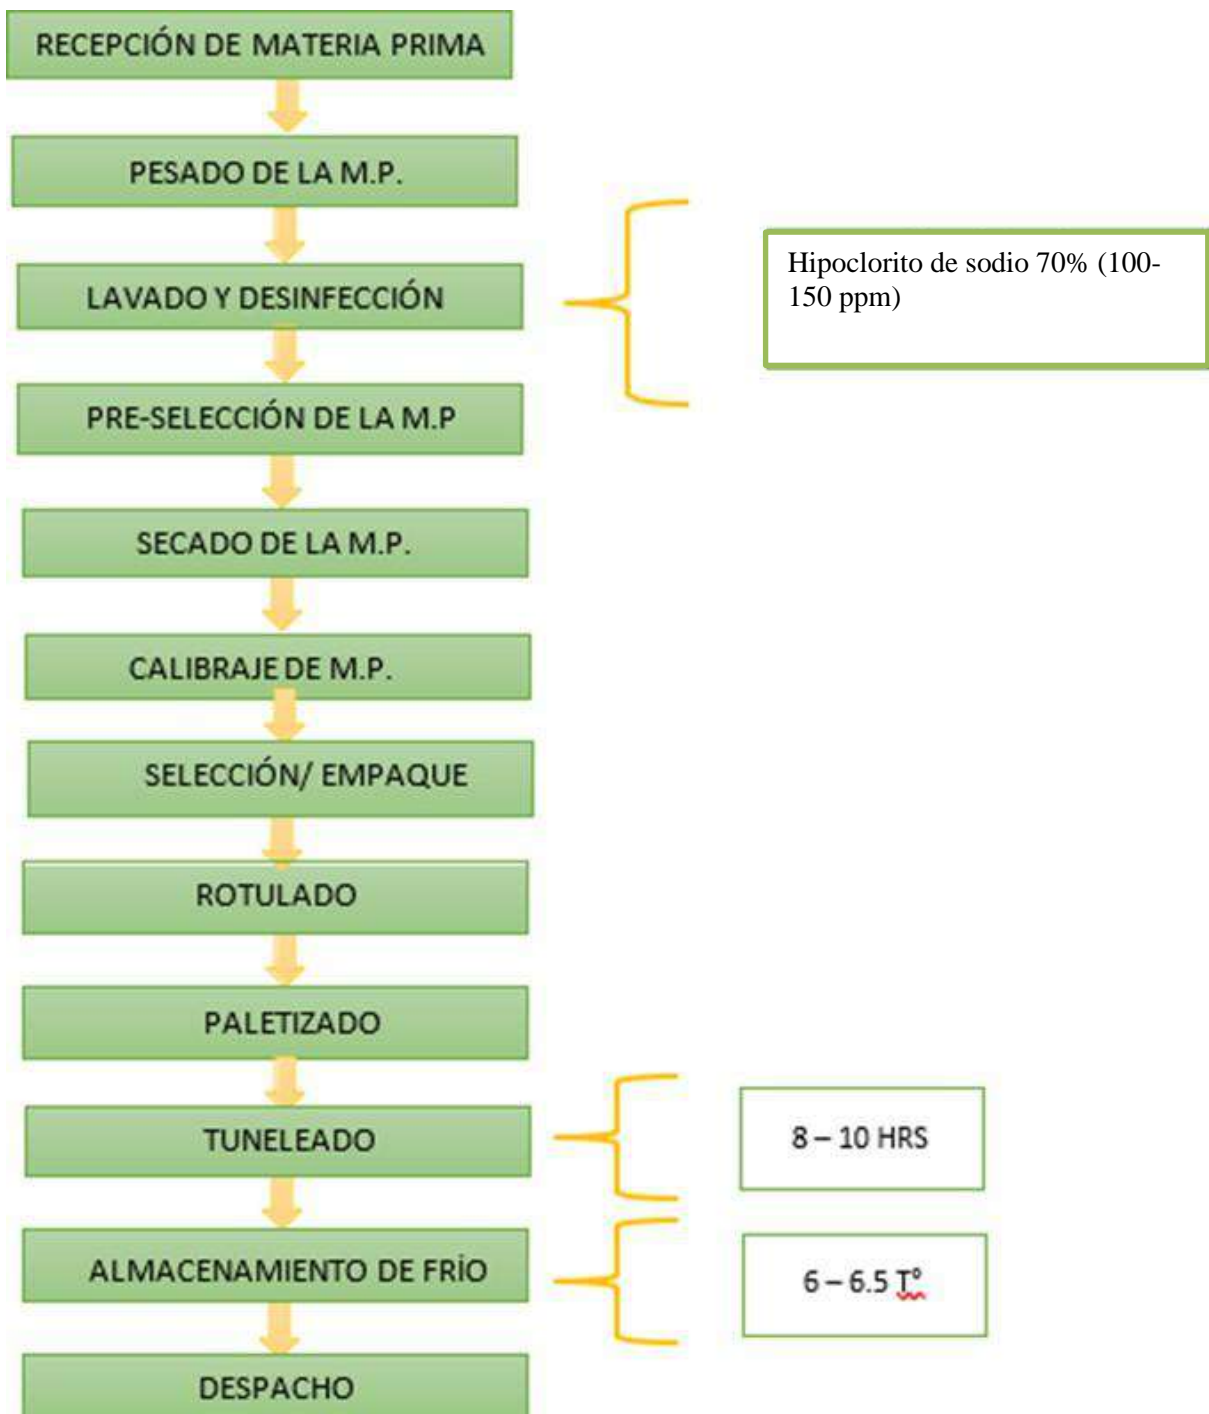 RECEPCIÓN DE MATERIA PRIMA
PESADO DE LA M.P.
LAVADO Y DESINFECCIÓN
Hipoclorito de sodio 70% (100-
150 ppm)
PRE-SELECCIÓN DE LA M.P
SECADO DE LA M.P.
CALIBRAJE DE M.P.
SELECCIÓN/ EMPAQUE
ROTULADO
PALETIZADO
TUNELEADO
8 – 10 HRS
ALMACENAMIENTO DE FRÍO
6 – 6.5 T°
DESPACHO